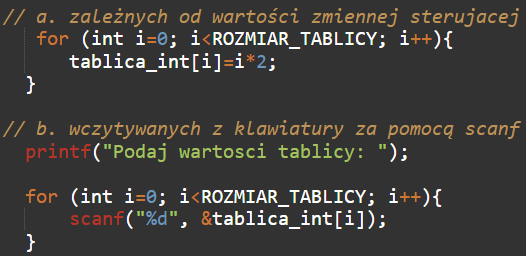 // a. zależnych od wartości zmiennej sterujacej
for (int i=0; i<ROZMIAR_TABLICY; i++){
tablica_int[i]=i*2;
}
// b. wczytywanych z klawiatury za pomocą scanf
printf("Podaj wartosci tablicy: ");
for (int i=0; i<ROZMIAR_TABLICY; i++){
scanf("%d", &tablica_int[i]);
}